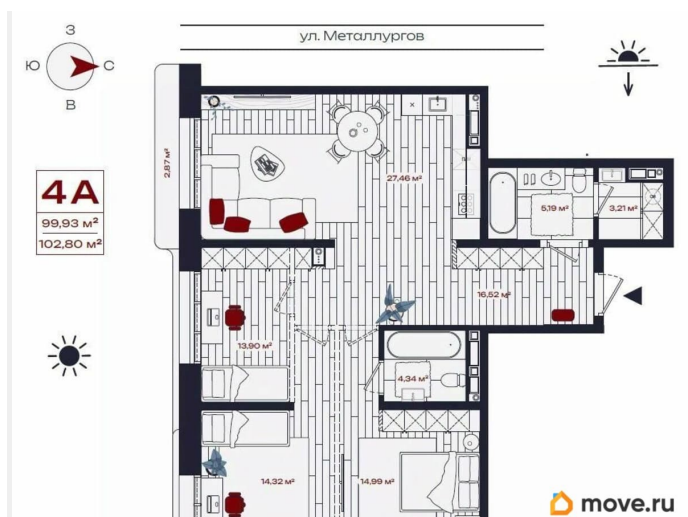 ул. Металлургов
З
Ю
С
В
2,87 м²
4А
99,93 м²
102,80 м²
27,46 м²
5,19 м²
3,21 м²
16,52 м²
13,90 м²
4,34 м²
14,32 м²
14,99 м²
move.ru